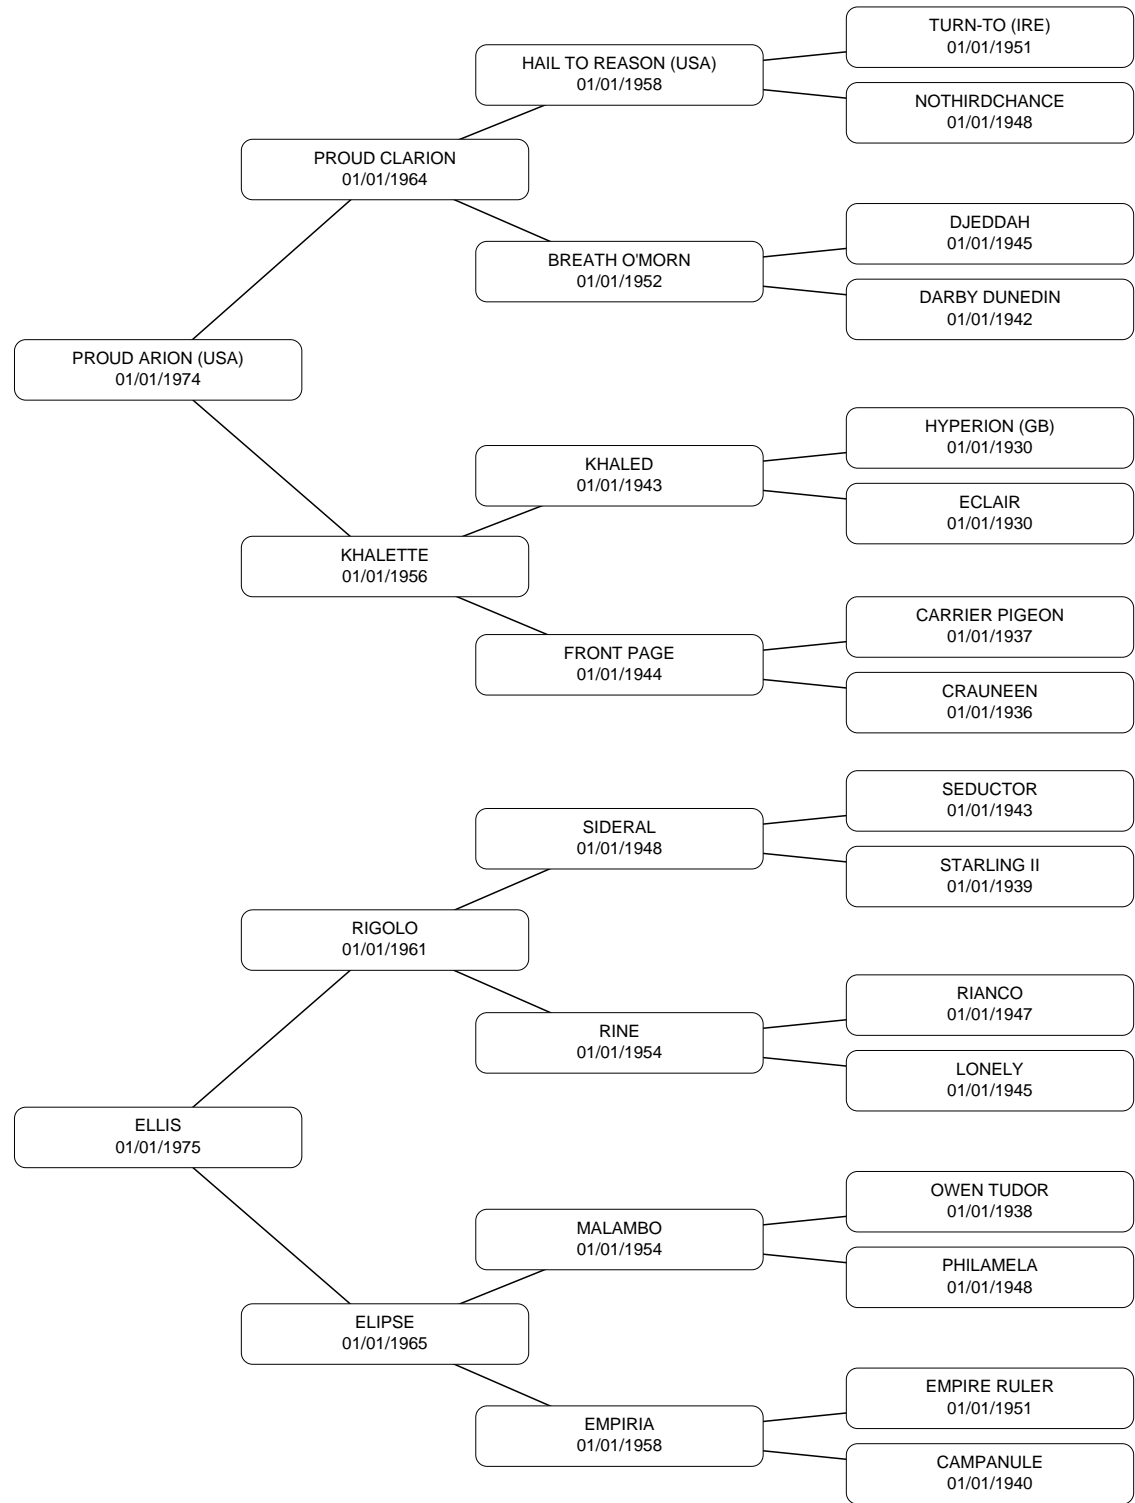 TURN-TO (IRE)
01/01/1951
HAIL TO REASON (USA)
01/01/1958
NOTHIRDCHANCE
01/01/1948
PROUD CLARION
01/01/1964
DJEDDAH
01/01/1945
BREATH O'MORN
01/01/1952
DARBY DUNEDIN
01/01/1942
PROUD ARION (USA)
01/01/1974
HYPERION (GB)
01/01/1930
KHALED
01/01/1943
ECLAIR
01/01/1930
KHALETTE
01/01/1956
CARRIER PIGEON
01/01/1937
FRONT PAGE
01/01/1944
CRAUNEEN
01/01/1936
SEDUCTOR
01/01/1943
SIDERAL
01/01/1948
STARLING II
01/01/1939
RIGOLO
01/01/1961
RIANCO
01/01/1947
RINE
01/01/1954
LONELY
01/01/1945
ELLIS
01/01/1975
OWEN TUDOR
01/01/1938
MALAMBO
01/01/1954
PHILAMELA
01/01/1948
ELIPSE
01/01/1965
EMPIRE RULER
01/01/1951
EMPIRIA
01/01/1958
CAMPANULE
01/01/1940